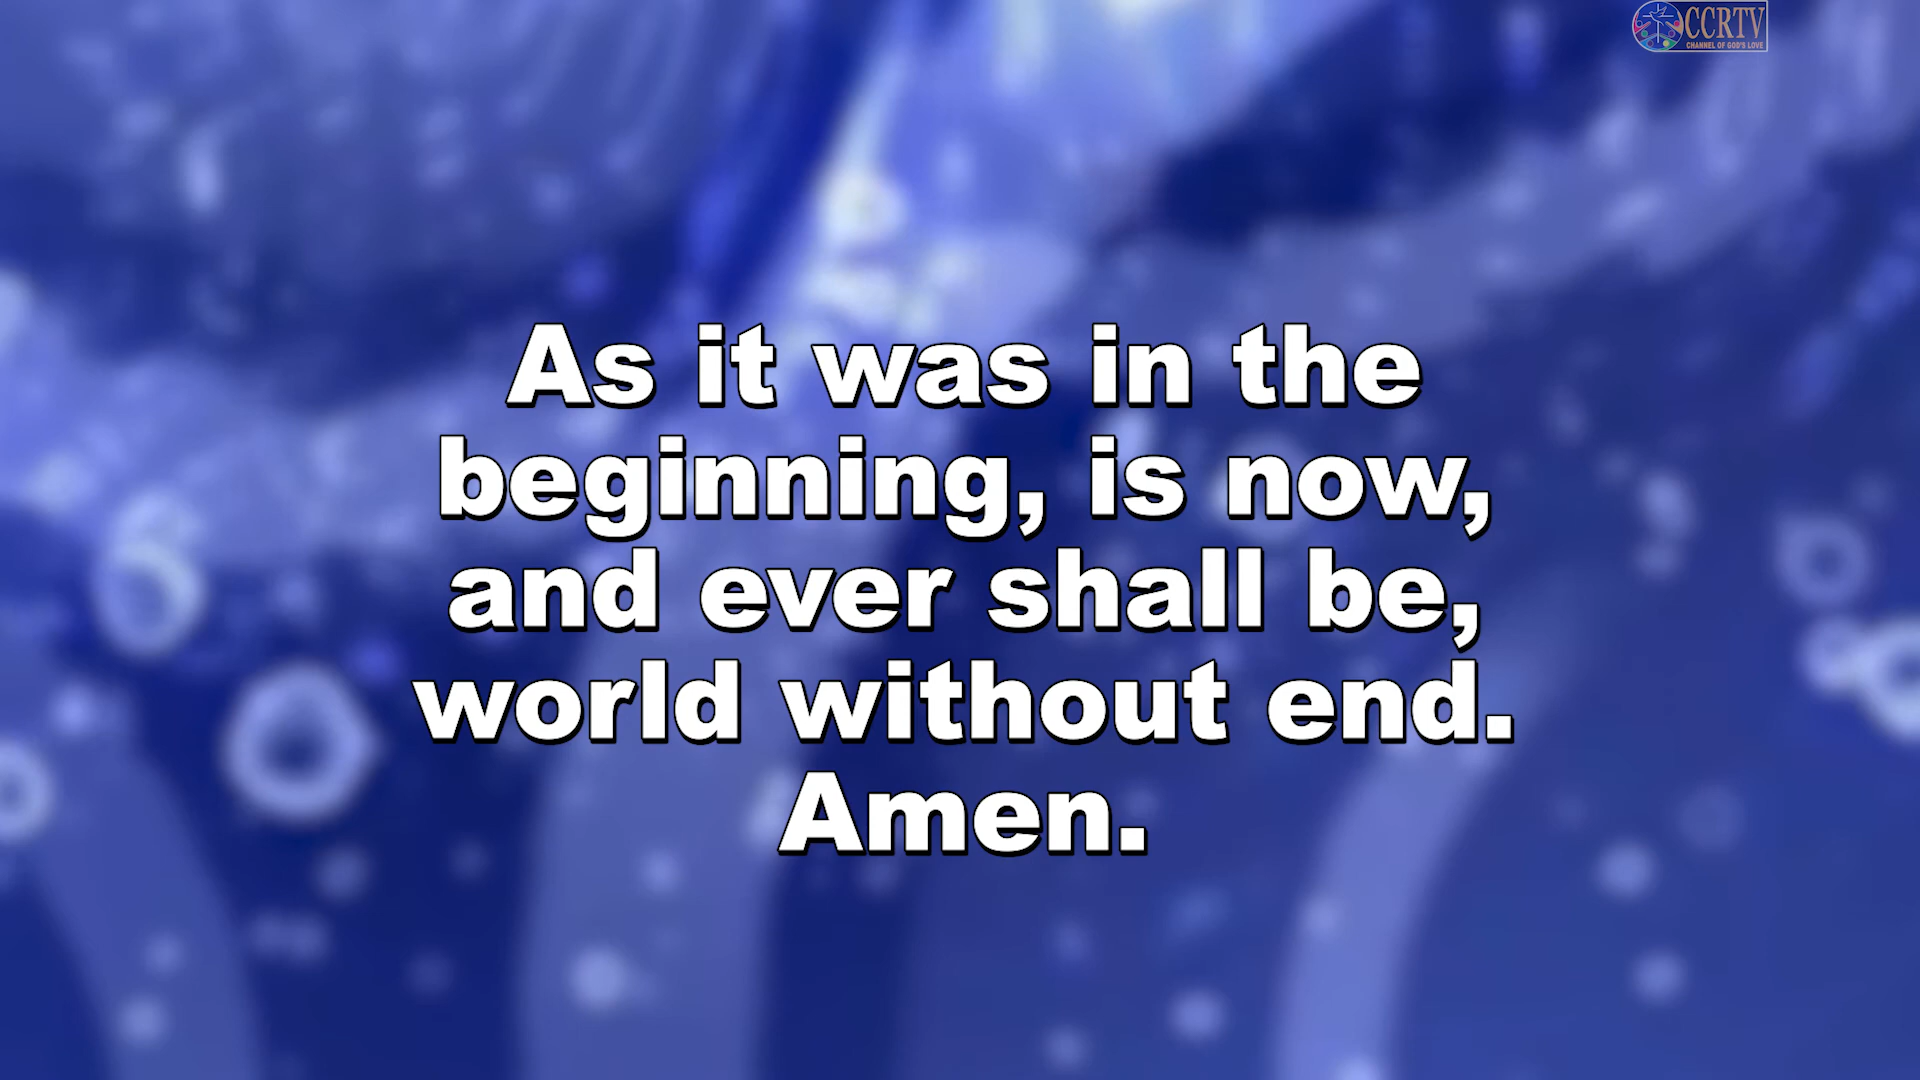 CCRTV
CHANNEL OF GOD'S LOVE
As it was in the
beginning, is now,
and ever shall be,
world without end.
Amen.